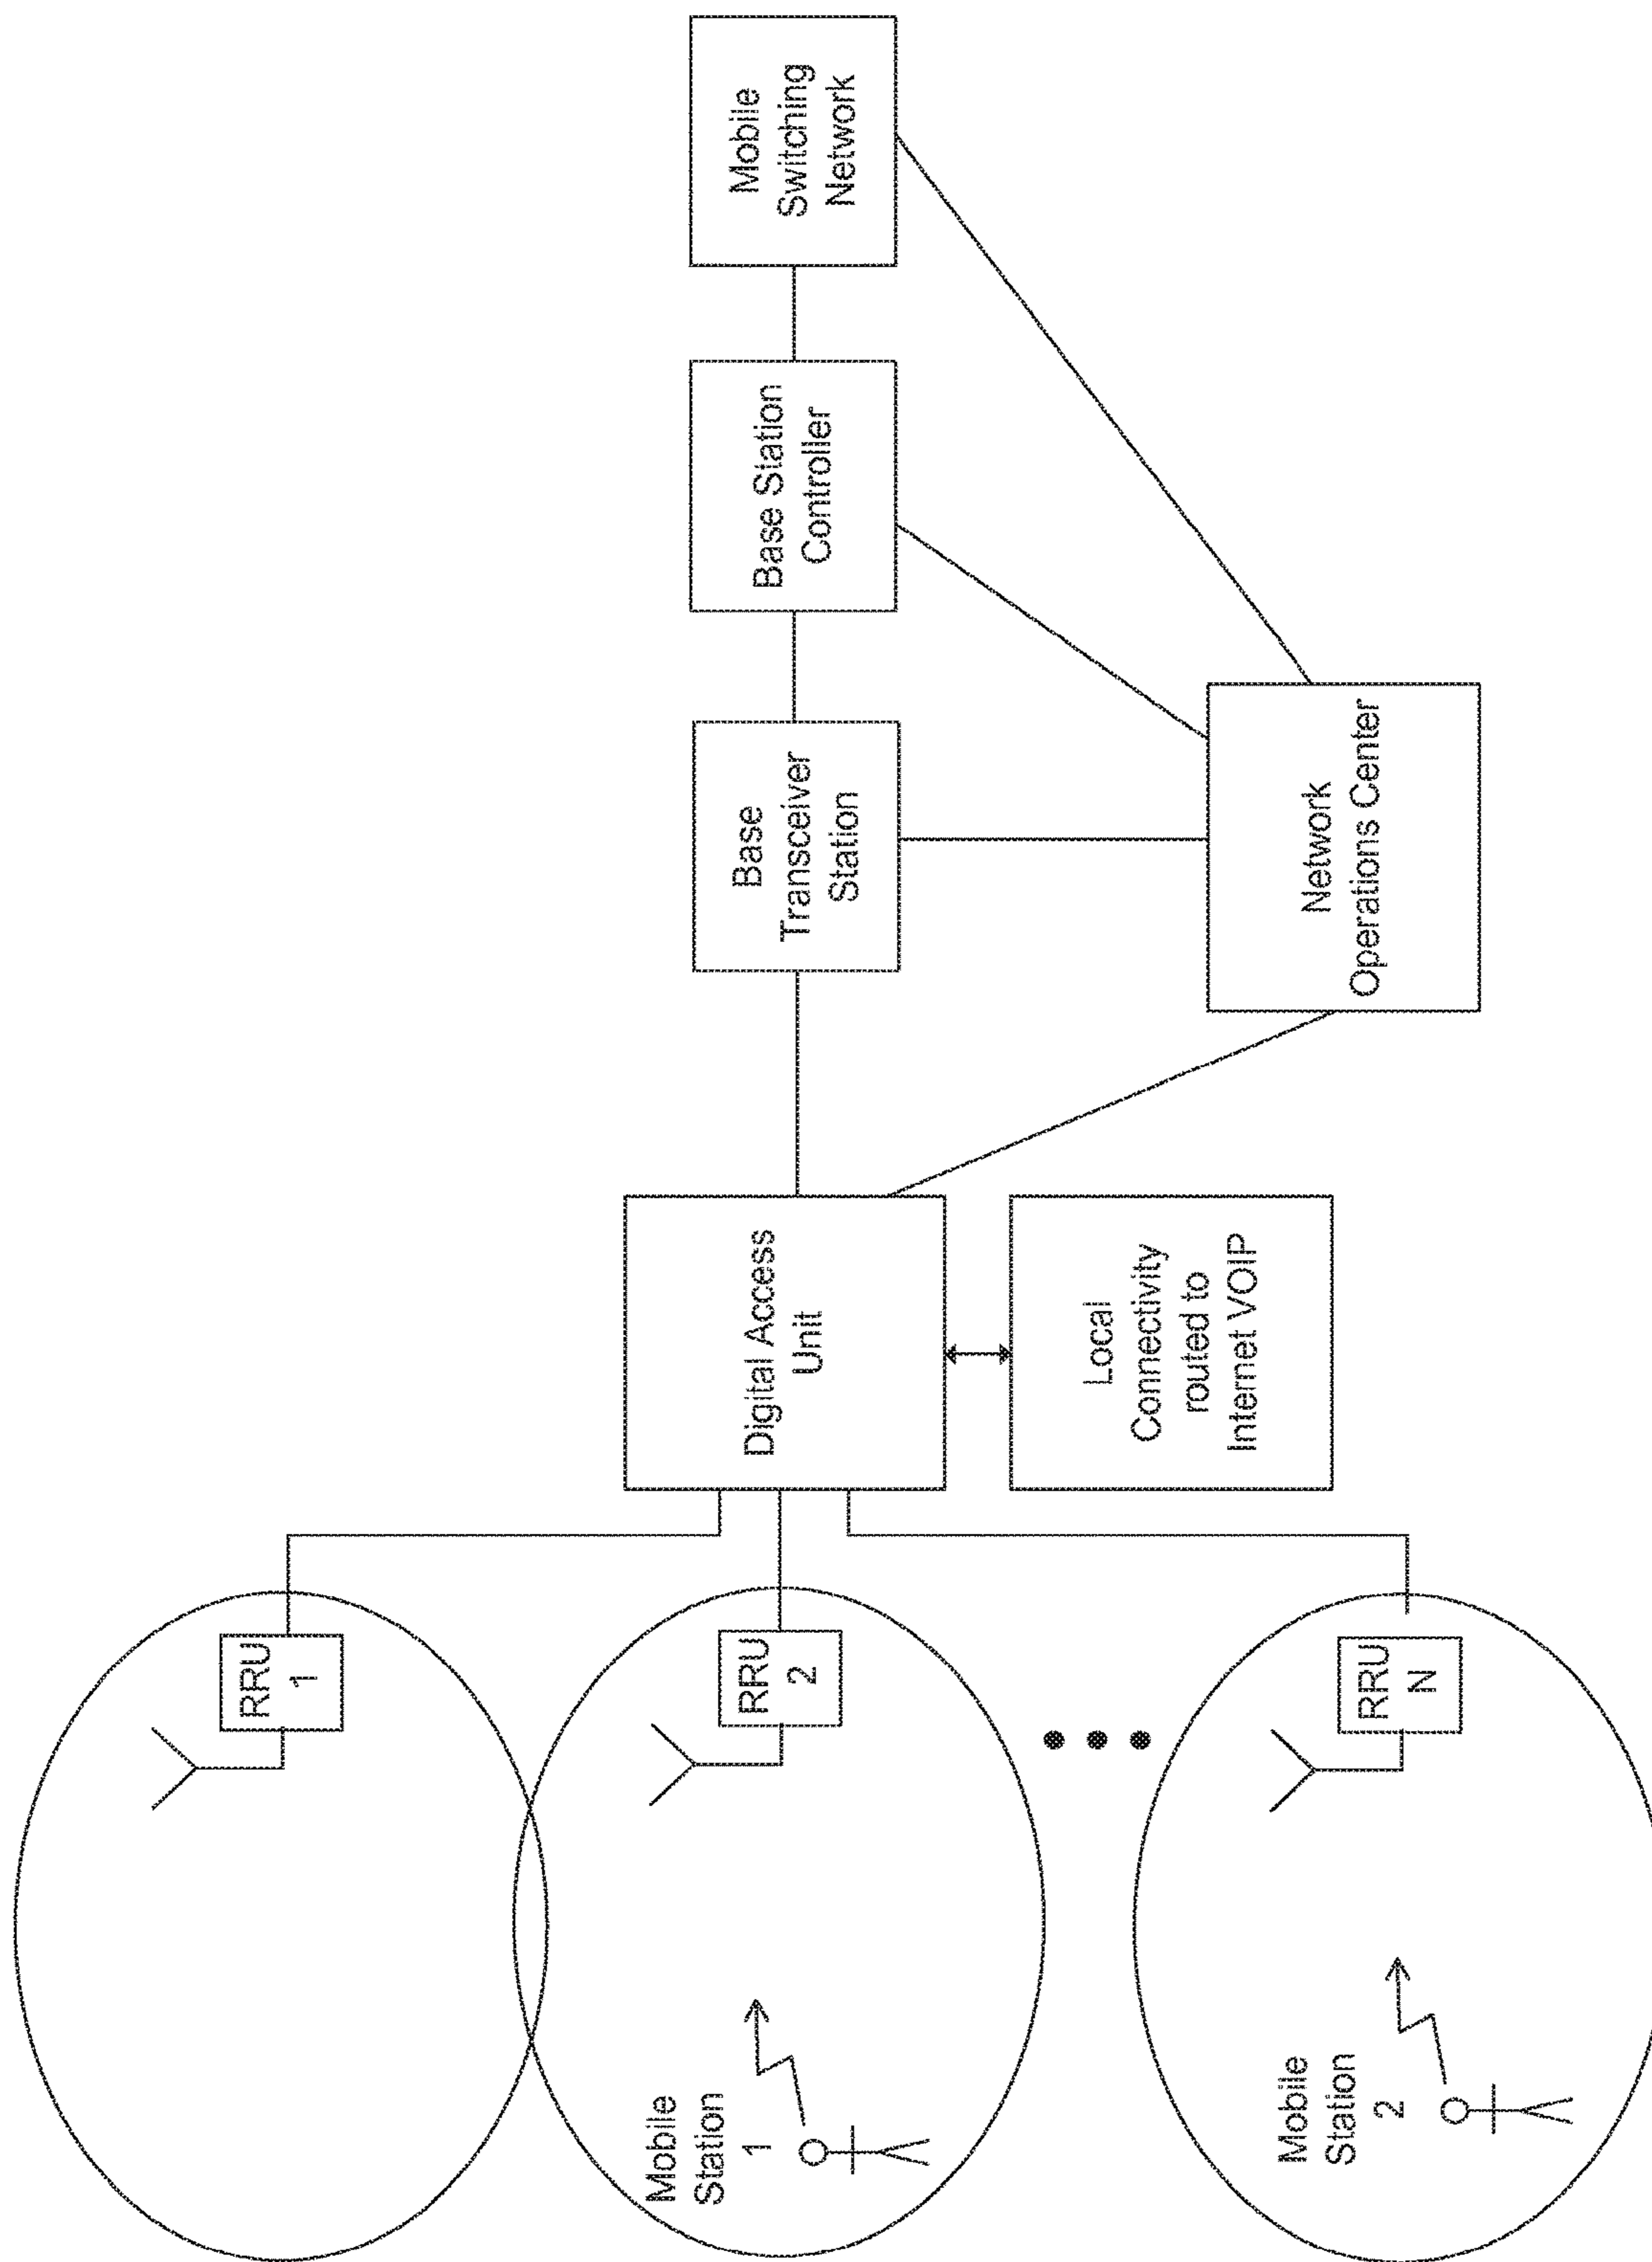 RRU
1
RRU
2
RRU
N
Mobile
Station
1
Mobile
Station
2
Digital Access
Unit
Local
Connectivity
routed to
Internet VOIP
Base
Transceiver
Station
Base Station
Controller
Mobile
Switching
Network
Network
Operations Center